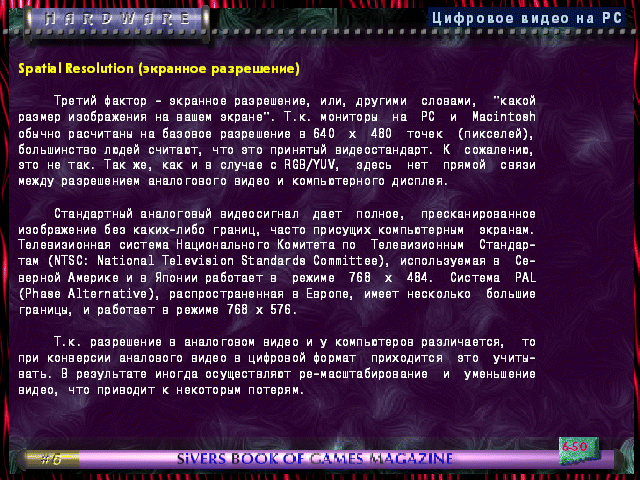 HARDWARE
Цифровое видео на PC
Spatial Resolution (экранное разрешение)
Третий фактор - экранное разрешение, или, другими словами, "какой
размер изображения на вашем экране". Т.к. мониторы на PC и Macintosh
обычно расчитаны на базовое разрешение в 640 x 480 точек (пикселей),
большинство людей считают, что это принятый видеостандарт. К сожалению,
это не так. Так же, как и в случае с RGB/YUV, здесь нет прямой связи
между разрешением аналогового видео и компьютерного дисплея.
Стандартный аналоговый видеосигнал дает полное, пресканированное
изображение без каких-либо границ, часто присущих компьютерным экранам.
Телевизионная система Национального Комитета по Телевизионным Стандар-
там (NTSC: National Television Standards Committee), используемая в Се-
верной Америке и в Японии работает в режиме 768 x 484. Система PAL
(Phase Alternative), распространенная в Европе, имеет несколько большие
границы, и работает в режиме 768 x 576.
Т.к. разрешение в аналоговом видео и у компьютеров различается, то
при конверсии аналового видео в цифровой формат приходится это учиты-
вать. В результате иногда осуществляют ре-масштабирование и уменьшение
видео, что приводит к некоторым потерям.
#6
SiVERS BOOK OF GAMES MAGAZINE
6-50